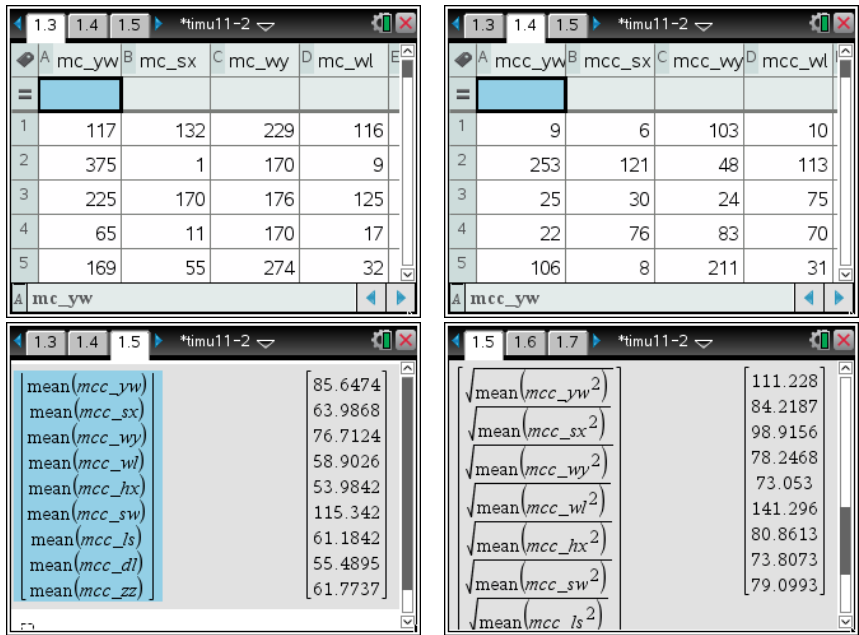 1.3 1.4 1.5 *timu11-2
A mc_yw B mc_sx C mc_wy D mc_wl E
=
1 117 132 229 116
2 375 1 170 9
3 225 170 176 125
4 65 11 170 17
5 169 55 274 32
A mc_yw
1.3 1.4 1.5 *timu11-2
A mcc_yw B mcc_sx C mcc_wy D mcc_wl
=
1 9 6 103 10
2 253 121 48 113
3 25 30 24 75
4 22 76 83 70
5 106 8 211 31
A mcc_yw
1.3 1.4 1.5 *timu11-2
mean(mcc_yw) 85.6474
mean(mcc_sx) 63.9868
mean(mcc_wy) 76.7124
mean(mcc_wl) 58.9026
mean(mcc_hx) 53.9842
mean(mcc_sw) 115.342
mean(mcc_ls) 61.1842
mean(mcc_dl) 55.4895
mean(mcc_zz) 61.7737
1.5 1.6 1.7 *timu11-2
√mean(mcc_yw²) 111.228
√mean(mcc_sx²) 84.2187
√mean(mcc_wy²) 98.9156
√mean(mcc_wl²) 78.2468
√mean(mcc_hx²) 73.053
√mean(mcc_sw²) 141.296
√mean(mcc_ls²) 80.8613
73.8073
79.0993